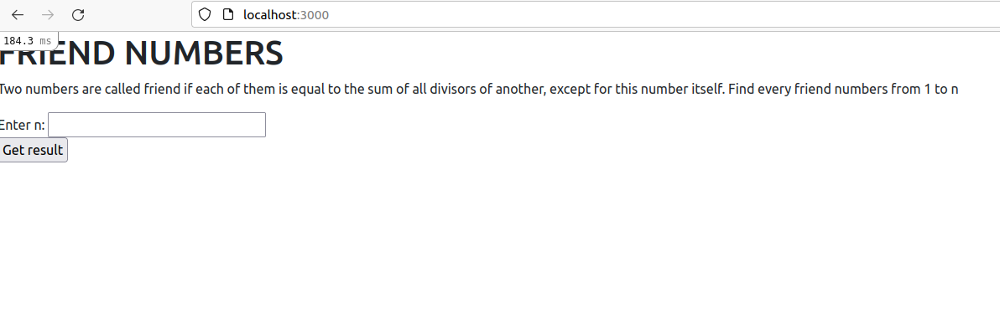 localhost:3000
184.3 ms
FRIEND NUMBERS
Two numbers are called friend if each of them is equal to the sum of all divisors of another, except for this number itself. Find every friend numbers from 1 to n
Enter n:
Get result